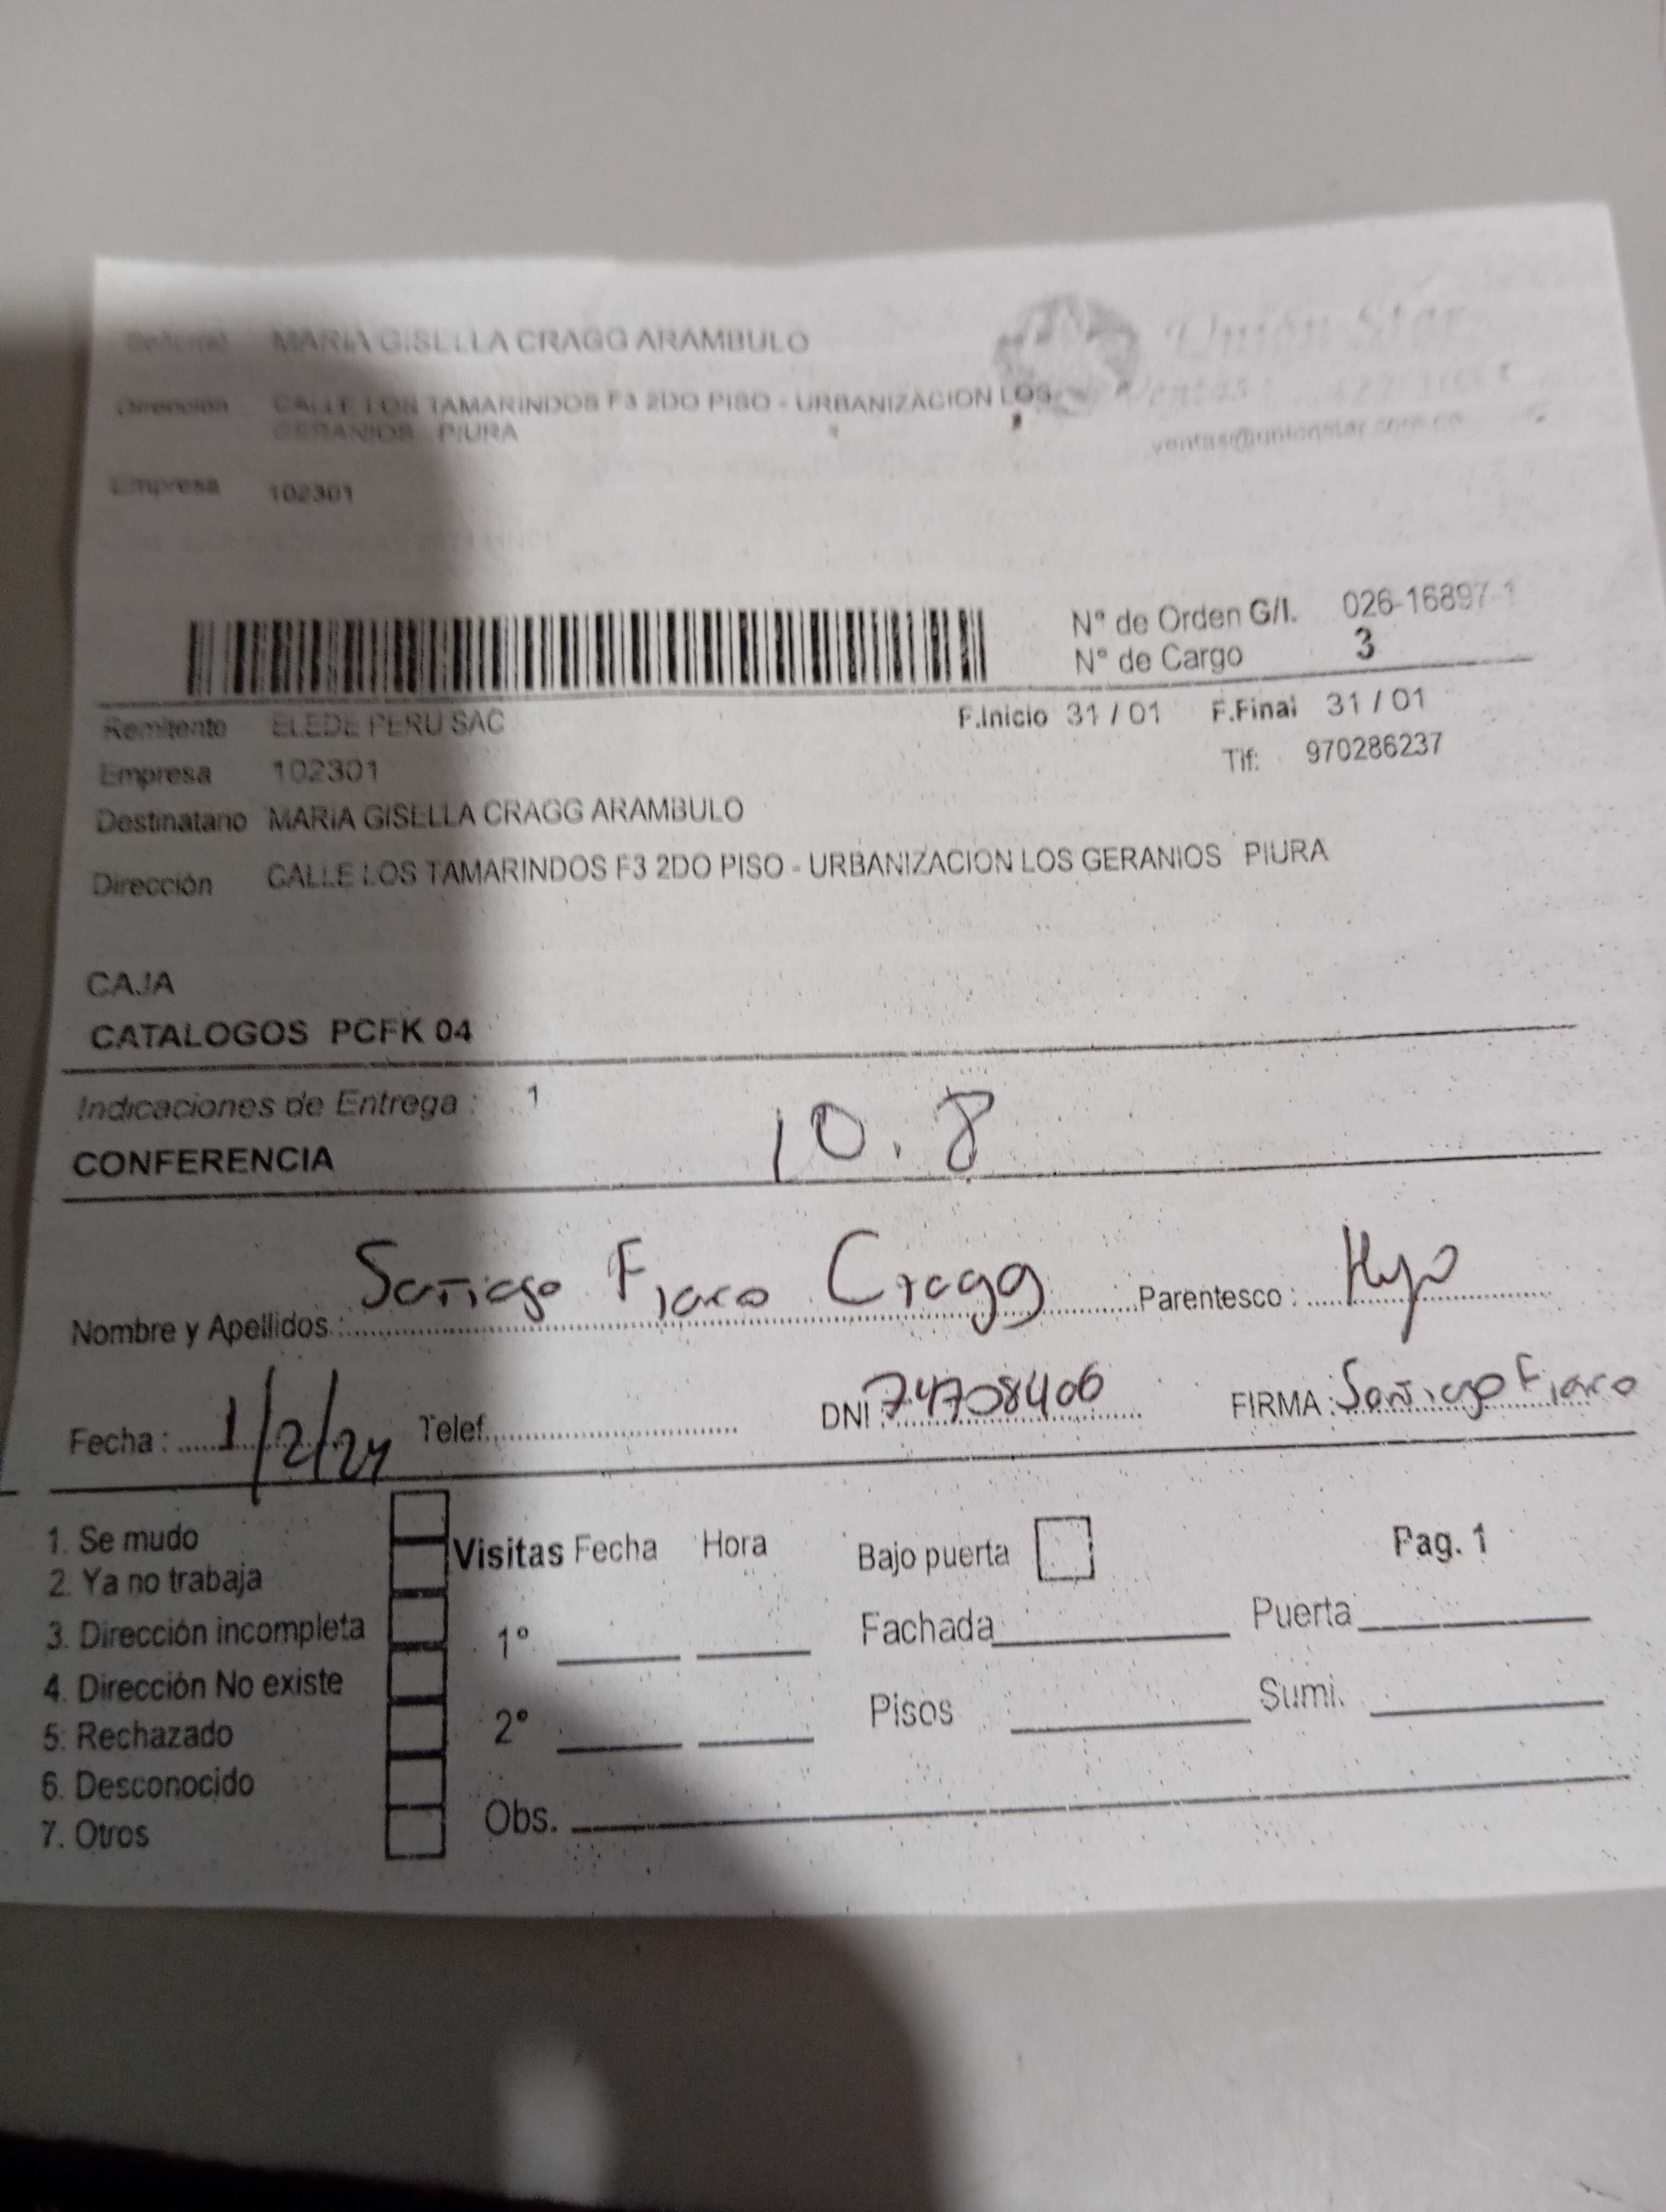 Señor(a) MARIA GISELLA CRAGG ARAMBULO
Unión Star
Dirección CALLE LOS TAMARINDOS F3 2DO PISO - URBANIZACION LOS
GERANIOS PIURA
Ventas:
ventas@unionstar.com.pe
Empresa 102301
N° de Orden G/I. 026-16897-1
N° de Cargo 3
Remitente ELEDE PERU SAC
F.Inicio 31 / 01 F.Final 31 / 01
Empresa 102301
Tlf: 970286237
Destinatario MARIA GISELLA CRAGG ARAMBULO
Dirección CALLE LOS TAMARINDOS F3 2DO PISO - URBANIZACION LOS GERANIOS PIURA
CAJA
CATALOGOS PCFK 04
Indicaciones de Entrega : 1
10.8
CONFERENCIA
Nombre y Apellidos : Santiago Cragg Parentesco : Hijo
Fecha : 1/2/24 Telef. DNI : 74708406 FIRMA : Santiago
1. Se mudo
2. Ya no trabaja
3. Dirección incompleta
4. Dirección No existe
5. Rechazado
6. Desconocido
7. Otros
Visitas Fecha Hora
1°
2°
Obs.
Bajo puerta
Pag. 1
Fachada Puerta
Pisos Sumi.